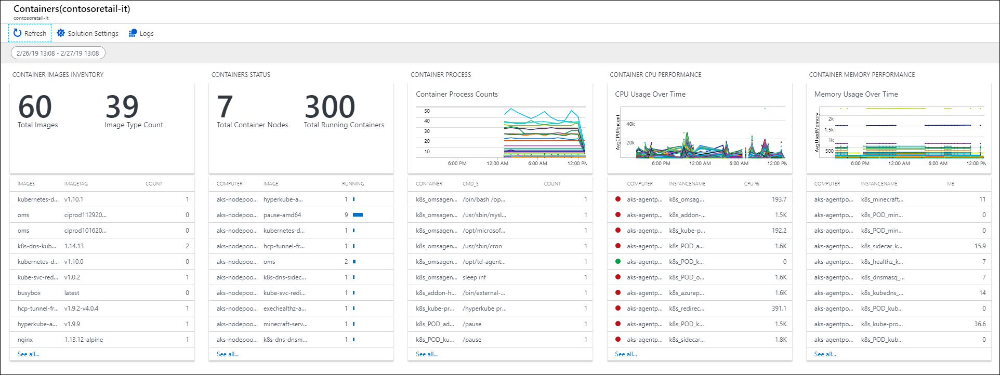 Containers(contosoretail-it)
contosoretail-it
Refresh Solution Settings Logs
2/26/19 13:08 - 2/27/19 13:08
CONTAINER IMAGES INVENTORY
60 39
Total Images Image Type Count
IMAGES IMAGETAG COUNT
kubernetes-d... v1.10.1 1
oms ciprod112920... 0
oms ciprod101620... 0
k8s-dns-kub... 1.14.13 2
kubernetes-d... v1.10.0 0
kube-svc-red... v1.0.2 1
busybox latest 0
hcp-tunnel-fr... v1.9.2-v4.0.4 1
hyperkube-a... v1.9.9 1
nginx 1.13.12-alpine 1
See all...
CONTAINERS STATUS
7 300
Total Container Nodes Total Running Containers
COMPUTER IMAGE RUNNING
aks-nodepoo... hyperkube-a... 1
aks-nodepoo... pause-amd64 9
aks-nodepoo... kubernetes-d... 1
aks-nodepoo... hcp-tunnel-fr... 1
aks-nodepoo... oms 2
aks-nodepoo... k8s-dns-sidec... 1
aks-nodepoo... kube-svc-redi... 1
aks-nodepoo... exechealthz-a... 1
aks-nodepoo... minecraft-serv... 1
aks-nodepoo... k8s-dns-dnsm... 1
See all...
CONTAINER PROCESS
Container Process Counts
50
40
30
20
10
6:00 PM 12:00 AM 6:00 AM 12:00 PM
CONTAINER CMD_S COUNT
k8s_omsagen... /bin/bash /op... 1
k8s_omsagen... /usr/sbin/rsysl... 1
k8s_omsagen... /opt/microsof... 1
k8s_omsagen... /usr/sbin/cron 1
k8s_omsagen... /opt/td-agent... 1
k8s_omsagen... sleep inf 1
k8s_addon-h... /bin/external-... 1
k8s_kube-pr... /hyperkube pr... 1
k8s_POD_ad... /pause 1
k8s_POD_ku... /pause 1
See all...
CONTAINER CPU PERFORMANCE
CPU Usage Over Time
AvgCPUPercent
40k
20k
6:00 PM 12:00 AM 6:00 AM 12:00 PM
COMPUTER INSTANCENAME CPU %
aks-agentp... k8s_omsag... 193.7
aks-agentp... k8s_addon-... 1.5K
aks-agentp... k8s_kube-p... 192.2
aks-agentp... k8s_POD_a... 1.6K
aks-agentp... k8s_POD_k... 0
aks-agentp... k8s_POD_o... 1.6K
aks-agentp... k8s_azurep... 1.6K
aks-agentp... k8s_redirec... 391.1
aks-agentp... k8s_POD_k... 1.5K
aks-agentp... k8s_sidecar... 1.8K
See all...
CONTAINER MEMORY PERFORMANCE
Memory Usage Over Time
AvgUsedMemory
2k
1.5k
1k
500
6:00 PM 12:00 AM 6:00 AM 12:00 PM
COMPUTER INSTANCENAME MB
aks-agentpo... k8s_minecraft... 11
aks-agentpo... k8s_POD_min... 0
aks-agentpo... k8s_POD_min... 0
aks-agentpo... k8s_sidecar_k... 15.9
aks-agentpo... k8s_healthz_k... 7
aks-agentpo... k8s_dnsmasq_... 7
aks-agentpo... k8s_kubedns_... 14
aks-agentpo... k8s_POD_kub... 0
aks-agentpo... k8s_kube-pro... 36.6
aks-agentpo... k8s_POD_kub... 0
See all...